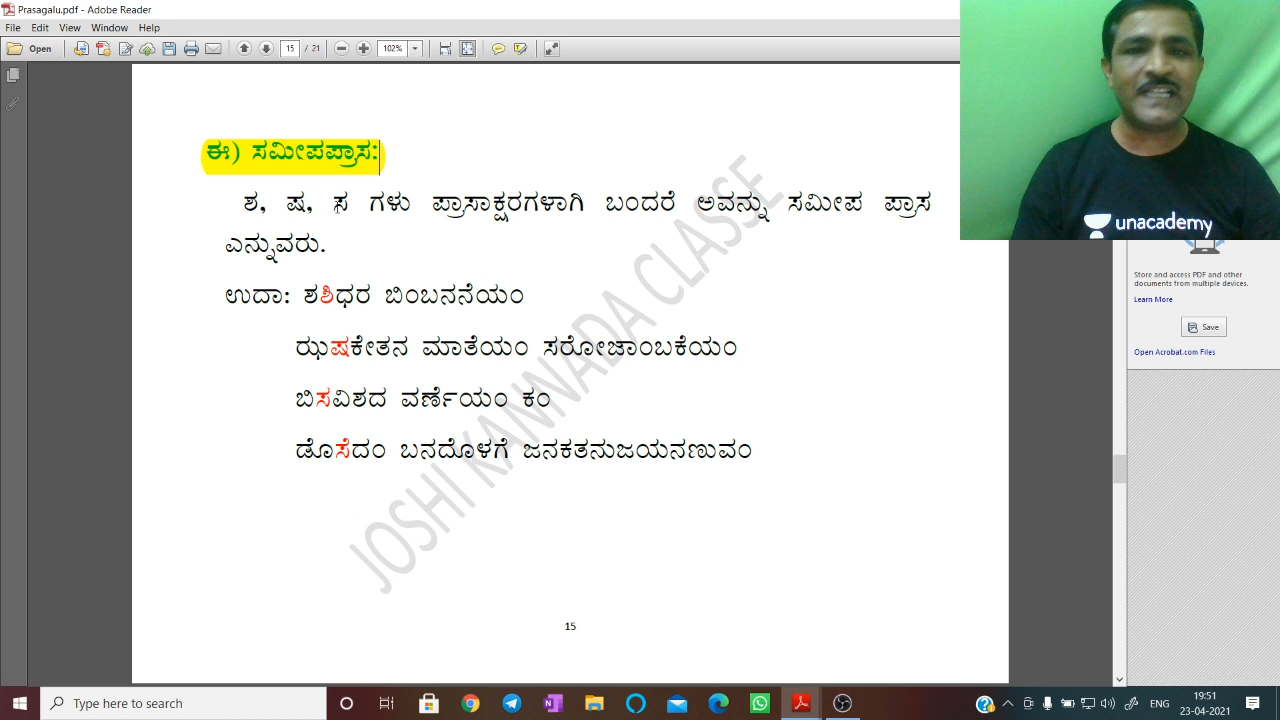 Prasagalu.pdf - Adobe Reader
File Edit View Window Help
Open 15 / 21 102%
ಈ) ಸಮೀಪಪ್ರಾಸ:
ಶ, ಷ, ಸ ಗಳು ಪ್ರಾಸಾಕ್ಷರಗಳಾಗಿ ಬಂದರೆ ಅವನ್ನು ಸಮೀಪ ಪ್ರಾಸ
ಎನ್ನುವರು.
ಉದಾ: ಶಶಿಧರ ಬಿಂಬನನೆಯಂ
ಝಷಕೇತನ ಮಾತೆಯಂ ಸರೋಜಾಂಬಕೆಯಂ
ಬಿಸವಿಶದ ವರ್ಣೆಯಂ ಕಂ
ಡೊಸೆದಂ ಬನದೊಳಗೆ ಜನಕತನುಜಯನಣುವಂ
JOSHI KANNADA CLASSE
15
unacademy
Store and access PDF and other
documents from multiple devices.
Learn More
Save
Open Acrobat.com Files
Type here to search
ENG
19:51
23-04-2021